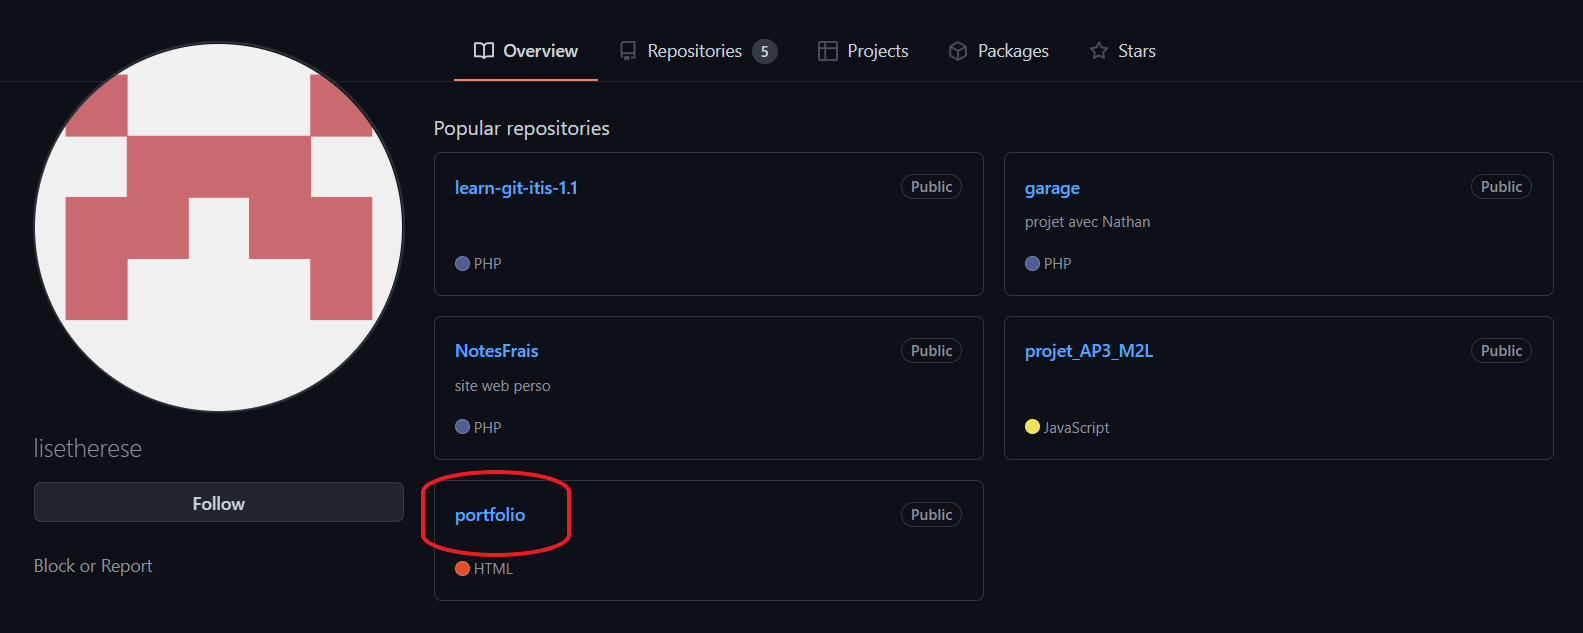 Overview Repositories 5 Projects Packages Stars
Popular repositories
learn-git-itis-1.1 Public
PHP
garage Public
projet avec Nathan
PHP
NotesFrais Public
site web perso
PHP
projet_AP3_M2L Public
JavaScript
portfolio Public
HTML
lisetherese
Follow
Block or Report